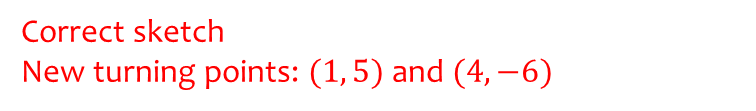 Correct sketch
New turning points: (1, 5) and (4, −6)